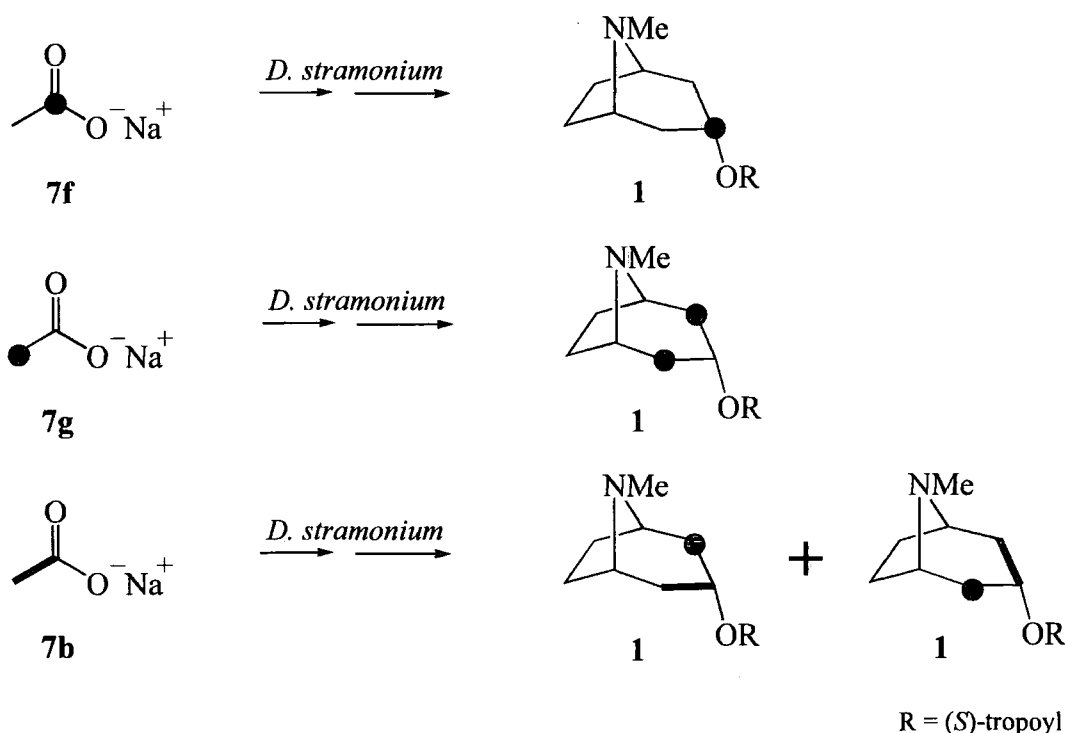 O
NMe
D. stramonium
O⁻Na⁺
OR
7f
1
O
NMe
D. stramonium
O⁻Na⁺
OR
7g
1
O
NMe
NMe
D. stramonium
+
O⁻Na⁺
OR
OR
7b
1
1
R = (S)-tropoyl